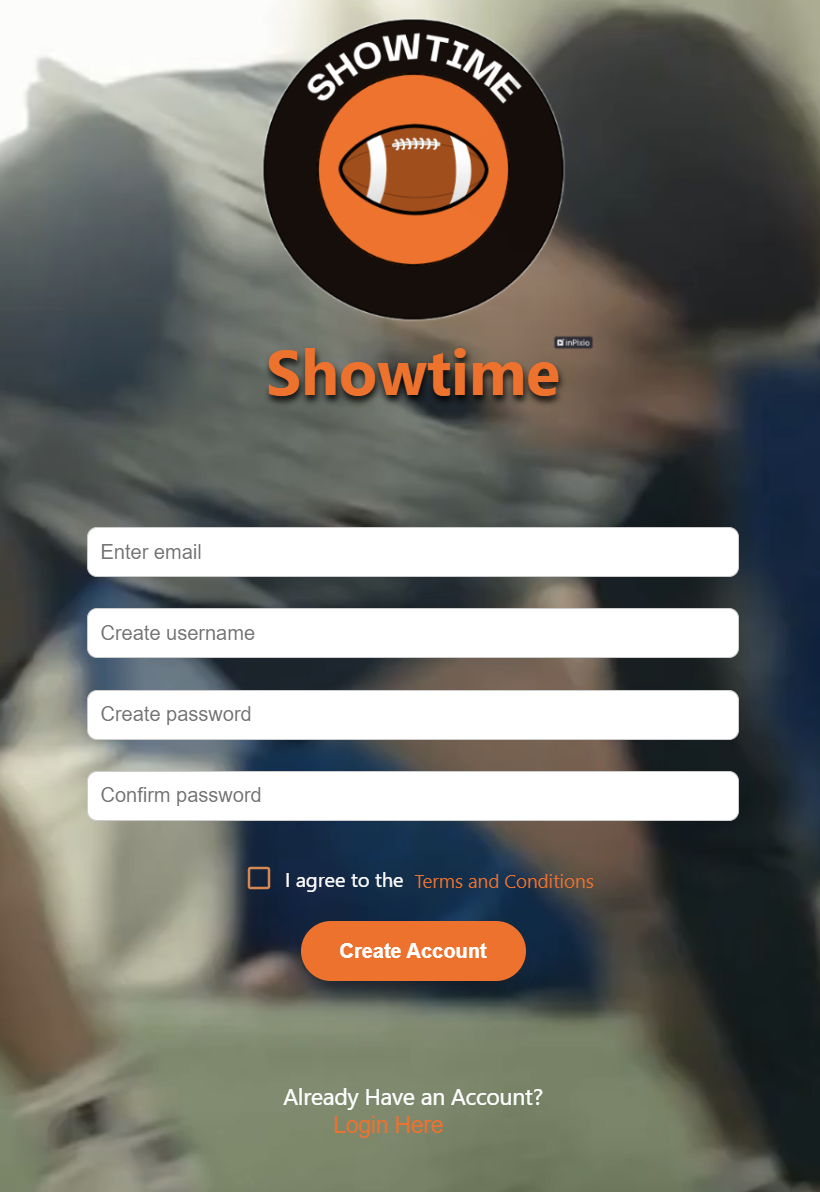 SHOWTIME
inPixio
Showtime
Enter email
Create username
Create password
Confirm password
I agree to the Terms and Conditions
Create Account
Already Have an Account?
Login Here